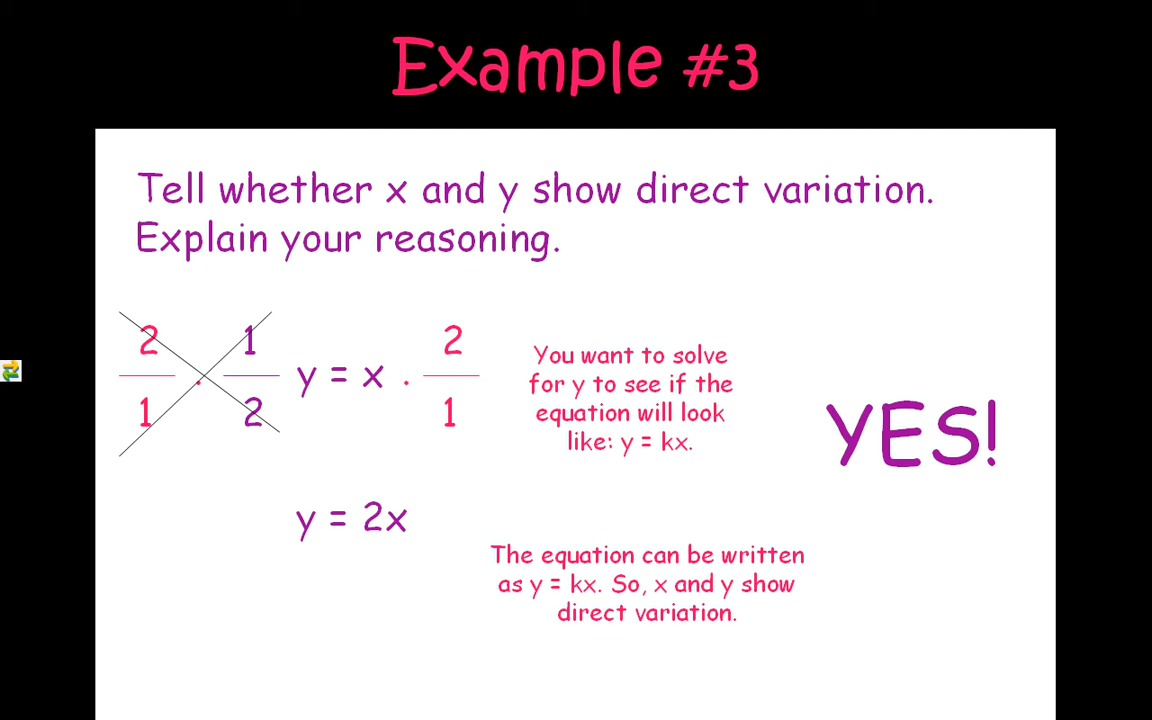 Example #3
Tell whether x and y show direct variation.
Explain your reasoning.
2/1 · 1/2 y = x · 2/1
You want to solve
for y to see if the
equation will look
like: y = kx.
YES!
y = 2x
The equation can be written
as y = kx. So, x and y show
direct variation.